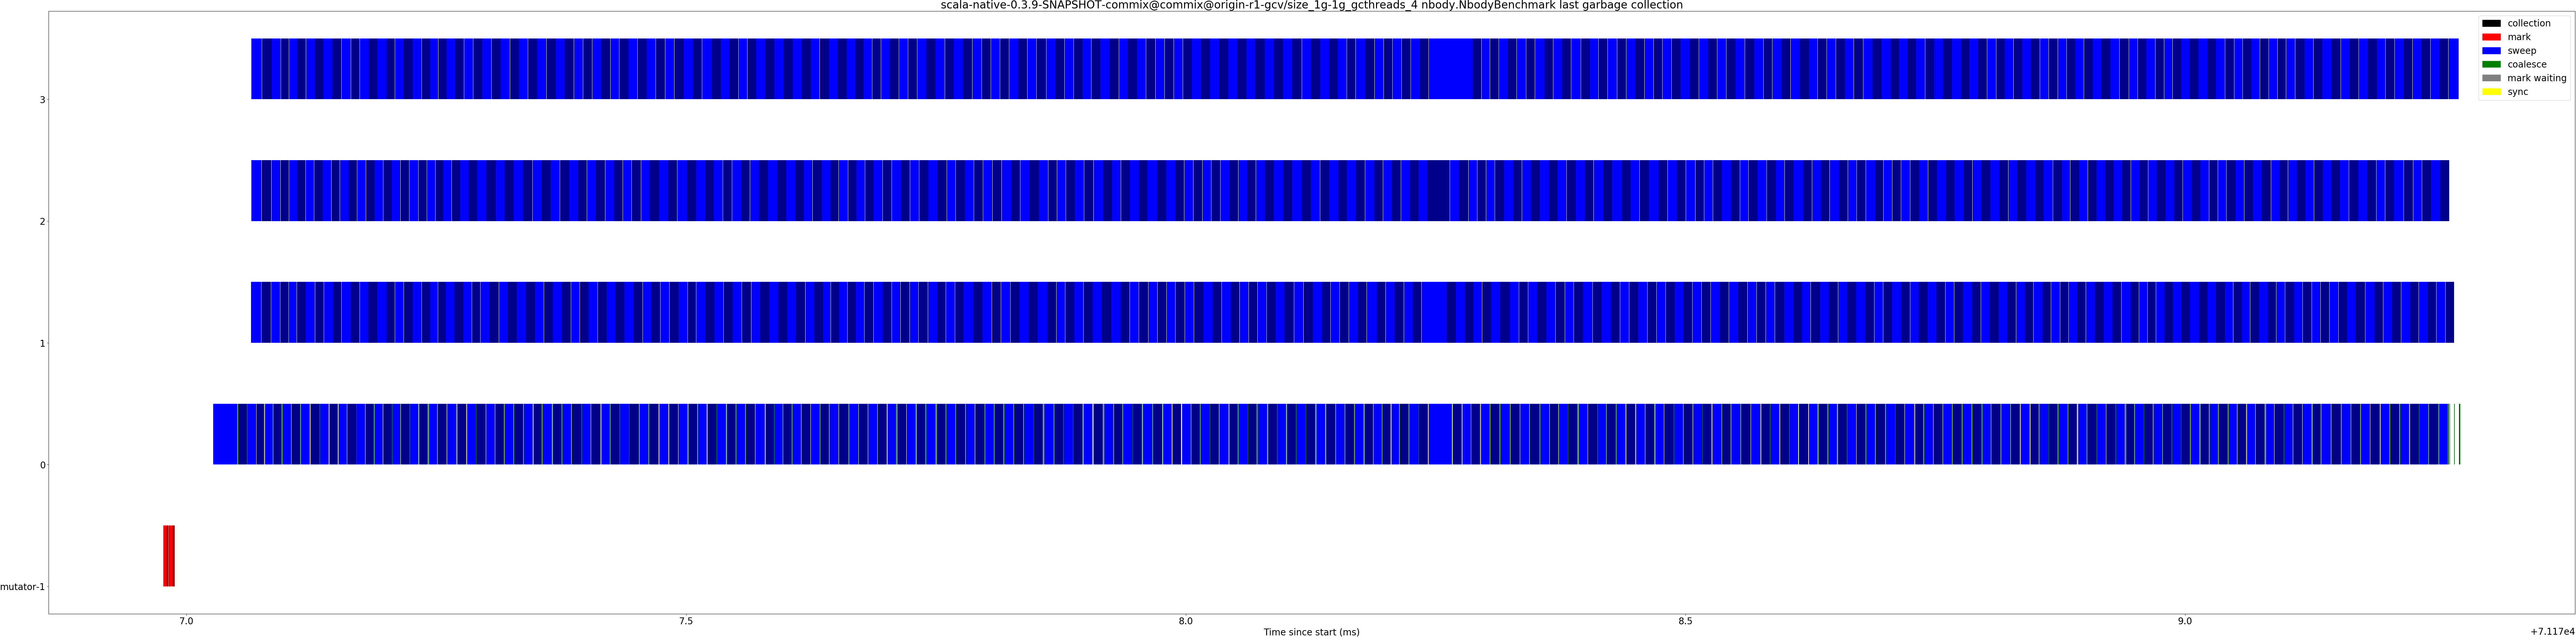 scala-native-0.3.9-SNAPSHOT-commix@commix@origin-r1-gcv/size_1g-1g_gcthreads_4 nbody.NbodyBenchmark last garbage collection
collection
mark
sweep
coalesce
mark waiting
sync
3
2
1
0
mutator-1
7.0 7.5 8.0 8.5 9.0
Time since start (ms)
+7.117e4